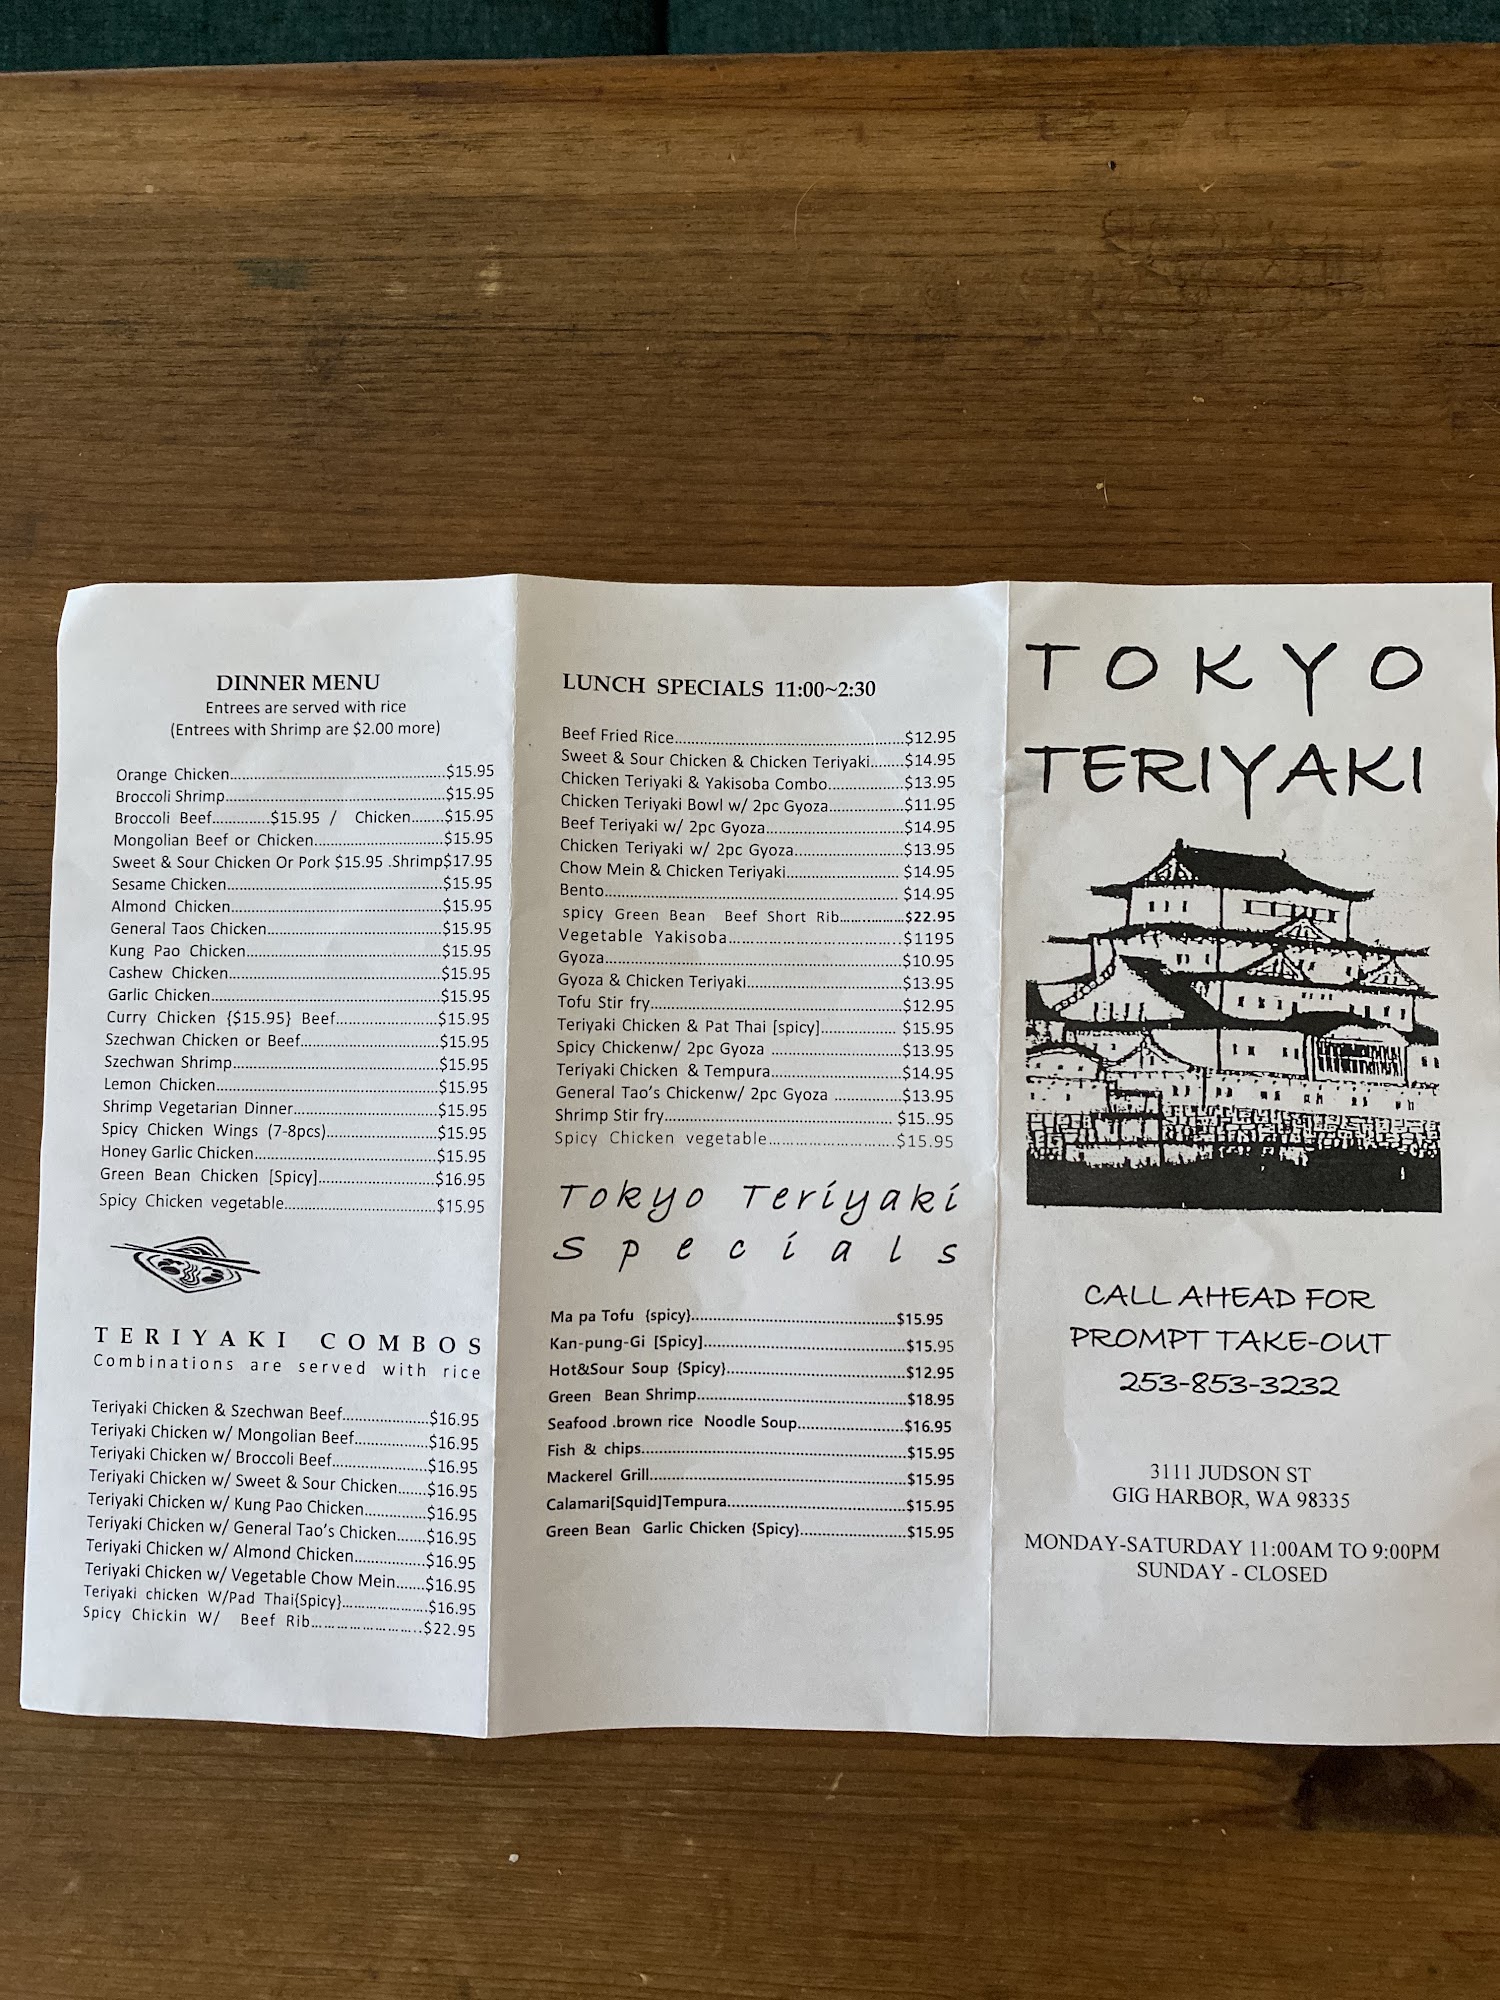 DINNER MENU
Entrees are served with rice
(Entrees with Shrimp are $2.00 more)
Orange Chicken.....$15.95
Broccoli Shrimp.....$15.95
Broccoli Beef.....$15.95 / Chicken.....$15.95
Mongolian Beef or Chicken.....$15.95
Sweet & Sour Chicken Or Pork $15.95 .Shrimp$17.95
Sesame Chicken.....$15.95
Almond Chicken.....$15.95
General Taos Chicken.....$15.95
Kung Pao Chicken.....$15.95
Cashew Chicken.....$15.95
Garlic Chicken.....$15.95
Curry Chicken {$15.95} Beef.....$15.95
Szechwan Chicken or Beef.....$15.95
Szechwan Shrimp.....$15.95
Lemon Chicken.....$15.95
Shrimp Vegetarian Dinner.....$15.95
Spicy Chicken Wings (7-8pcs).....$15.95
Honey Garlic Chicken.....$15.95
Green Bean Chicken [Spicy].....$16.95
Spicy Chicken vegetable.....$15.95
TERIYAKI COMBOS
Combinations are served with rice
Teriyaki Chicken & Szechwan Beef.....$16.95
Teriyaki Chicken w/ Mongolian Beef.....$16.95
Teriyaki Chicken w/ Broccoli Beef.....$16.95
Teriyaki Chicken w/ Sweet & Sour Chicken.....$16.95
Teriyaki Chicken w/ Kung Pao Chicken.....$16.95
Teriyaki Chicken w/ General Tao's Chicken.....$16.95
Teriyaki Chicken w/ Almond Chicken.....$16.95
Teriyaki Chicken w/ Vegetable Chow Mein.....$16.95
Teriyaki chicken W/Pad Thai{Spicy}.....$16.95
Spicy Chickin W/ Beef Rib.....$22.95
LUNCH SPECIALS 11:00~2:30
Beef Fried Rice.....$12.95
Sweet & Sour Chicken & Chicken Teriyaki.....$14.95
Chicken Teriyaki & Yakisoba Combo.....$13.95
Chicken Teriyaki Bowl w/ 2pc Gyoza.....$11.95
Beef Teriyaki w/ 2pc Gyoza.....$14.95
Chicken Teriyaki w/ 2pc Gyoza.....$13.95
Chow Mein & Chicken Teriyaki..... $14.95
Bento..... $14.95
spicy Green Bean Beef Short Rib.....$22.95
Vegetable Yakisoba.....$1195
Gyoza.....$10.95
Gyoza & Chicken Teriyaki.....$13.95
Tofu Stir fry.....$12.95
Teriyaki Chicken & Pat Thai [spicy]..... $15.95
Spicy Chickenw/ 2pc Gyoza .....$13.95
Teriyaki Chicken & Tempura.....$14.95
General Tao's Chickenw/ 2pc Gyoza .....$13.95
Shrimp Stir fry..... $15..95
Spicy Chicken vegetable.....$15.95
Tokyo Teriyaki
Specials
Ma pa Tofu {spicy}.....$15.95
Kan-pung-Gi [Spicy].....$15.95
Hot&Sour Soup {Spicy}.....$12.95
Green Bean Shrimp.....$18.95
Seafood .brown rice Noodle Soup.....$16.95
Fish & chips.....$15.95
Mackerel Grill.....$15.95
Calamari[Squid]Tempura.....$15.95
Green Bean Garlic Chicken {Spicy}.....$15.95
TOKYO
TERIYAKI
CALL AHEAD FOR
PROMPT TAKE-OUT
253-853-3232
3111 JUDSON ST
GIG HARBOR, WA 98335
MONDAY-SATURDAY 11:00AM TO 9:00PM
SUNDAY - CLOSED